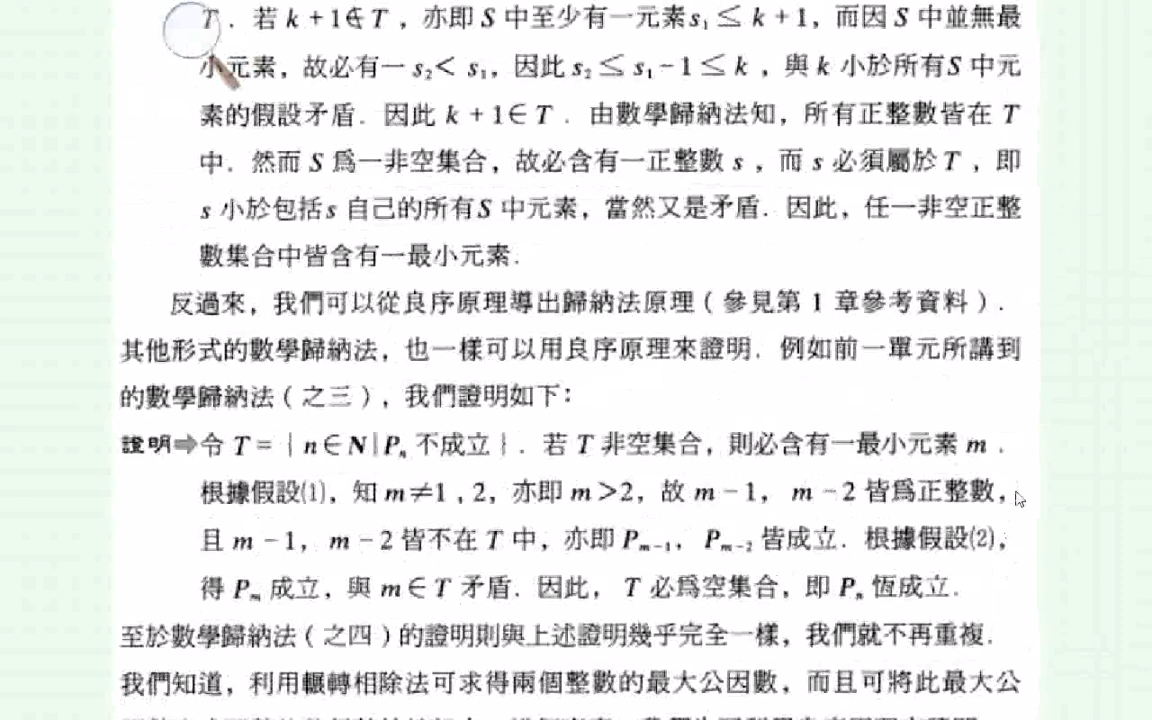 T．若 k + 1∉ T，亦即 S 中至少有一元素s₁ ≤ k + 1，而因 S 中並無最
小元素，故必有一 s₂< s₁，因此 s₂ ≤ s₁ − 1 ≤ k，與 k 小於所有S 中元
素的假設矛盾．因此 k + 1∈ T．由數學歸納法知，所有正整數皆在 T
中．然而 S 爲一非空集合，故必含有一正整數 s，而 s 必須屬於 T，即
s 小於包括s 自己的所有S 中元素，當然又是矛盾．因此，任一非空正整
數集合中皆含有一最小元素．
反過來，我們可以從良序原理導出歸納法原理（參見第 1 章參考資料）．
其他形式的數學歸納法，也一樣可以用良序原理來證明．例如前一單元所講到
的數學歸納法（之三），我們證明如下：
證明⇒令 T = { n∈N | Pₙ 不成立 }．若 T 非空集合，則必含有一最小元素 m．
根據假設(1)，知 m≠1，2，亦即 m>2，故 m − 1，m − 2 皆爲正整數，
且 m − 1，m − 2 皆不在 T 中，亦即 Pₘ₋₁，Pₘ₋₂ 皆成立．根據假設(2)，
得 Pₘ 成立，與 m∈T 矛盾．因此，T 必爲空集合，即 Pₙ 恆成立．
至於數學歸納法（之四）的證明則與上述證明幾乎完全一樣，我們就不再重複．
我們知道，利用輾轉相除法可求得兩個整數的最大公因數，而且可將此最大公